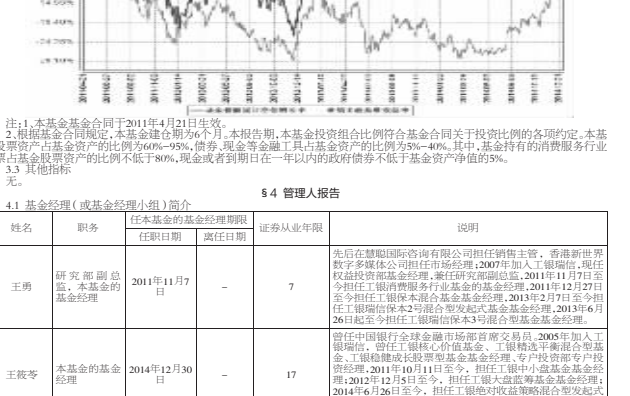 注:1、本基金基金合同于2011年4月21日生效。
2、根据基金合同规定,本基金建仓期为6个月。本报告期,本基金投资组合比例符合基金合同关于投资比例的各项约定。本基
票资产占基金资产的比例为60%-95%,债券、现金等金融工具占基金资产的比例为5%-40%。其中,基金持有的消费服务行业
票占基金股票资产的比例不低于80%,现金或者到期日在一年以内的政府债券不低于基金资产净值的5%。
3.3 其他指标
无。
§4 管理人报告
4.1 基金经理(或基金经理小组)简介
姓名 职务 任本基金的基金经理期限 证券从业年限 说明
任职日期 离任日期
王勇
研究部副总
监,本基金的
基金经理
2011年11月7
日
–
7
先后在慧聪国际咨询有限公司担任销售主管,香港新世界
数字多媒体公司担任市场经理;2007年加入工银瑞信,现任
权益投资部基金经理,兼任研究部副总监,2011年11月7日至
今担任工银消费服务行业基金的基金经理,2011年12月27日
至今担任工银保本混合基金基金经理,2013年2月7日至今担
任工银瑞信保本2号混合型发起式基金基金经理,2013年6月
26日起至今担任工银瑞信保本3号混合型基金基金经理。
王筱苓
本基金的基金
经理
2014年12月30
日
–
17
曾任中国银行全球金融市场部首席交易员。2005年加入工
银瑞信,曾任工银核心价值基金、工银精选平衡混合型基
金、工银稳健成长股票型基金基金经理、专户投资部专户投
资经理,2011年10月11日至今,担任工银中小盘基金基金经
理;2012年12月5日至今,担任工银大盘蓝筹基金基金经理;
2014年6月26日至今,担任工银绝对收益策略混合型发起式